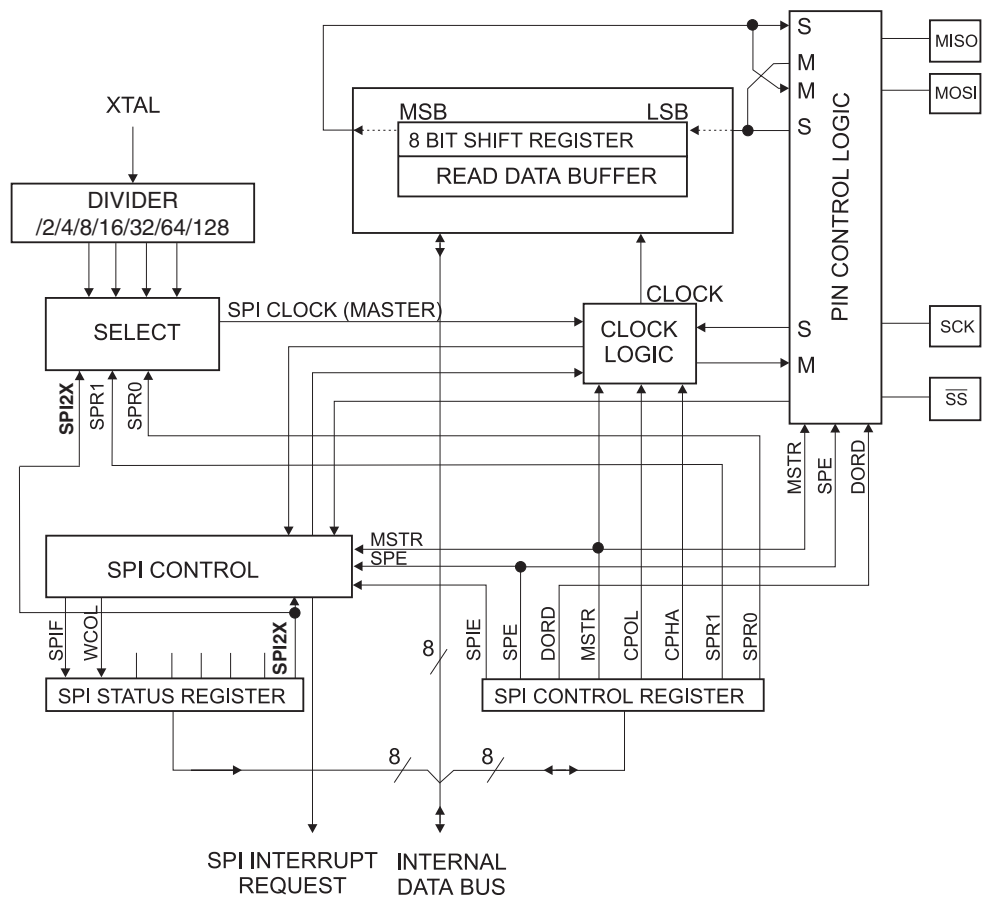 S
MISO
M
M
MOSI
XTAL
MSB
LSB
S
8 BIT SHIFT REGISTER
READ DATA BUFFER
PIN CONTROL LOGIC
DIVIDER
/2/4/8/16/32/64/128
SPI CLOCK (MASTER)
CLOCK
SELECT
CLOCK
LOGIC
S
SCK
M
SPI2X
SPR1
SPR0
SS
MSTR
SPE
DORD
MSTR
SPE
SPI CONTROL
SPIF
WCOL
SPI2X
8
SPIE
SPE
DORD
MSTR
CPOL
CPHA
SPR1
SPR0
SPI STATUS REGISTER
SPI CONTROL REGISTER
8
8
SPI INTERRUPT
REQUEST
INTERNAL
DATA BUS